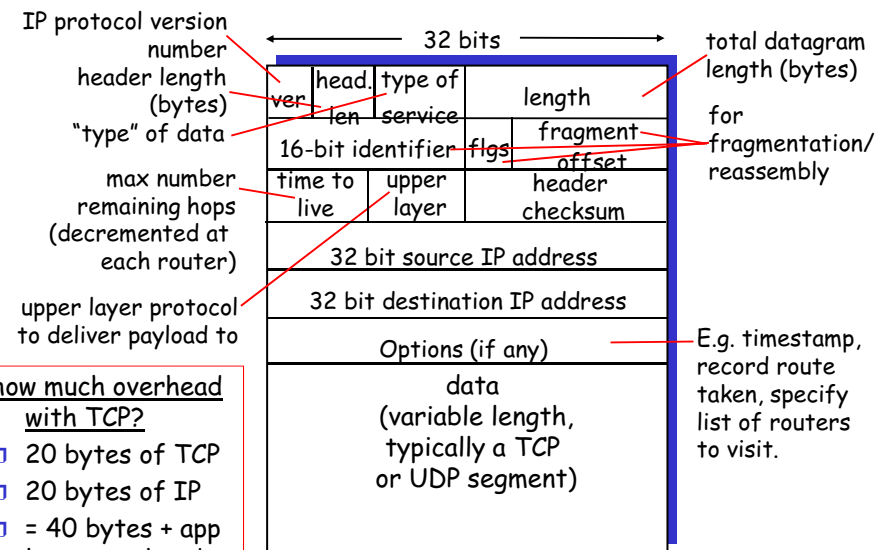 IP protocol version
number
header length
(bytes)
"type" of data
max number
remaining hops
(decremented at
each router)
upper layer protocol
to deliver payload to
how much overhead
with TCP?
20 bytes of TCP
20 bytes of IP
= 40 bytes + app
32 bits
ver
head.
len
type of
service
length
16-bit identifier
flgs
fragment
offset
time to
live
upper
layer
header
checksum
32 bit source IP address
32 bit destination IP address
Options (if any)
data
(variable length,
typically a TCP
or UDP segment)
total datagram
length (bytes)
for
fragmentation/
reassembly
E.g. timestamp,
record route
taken, specify
list of routers
to visit.